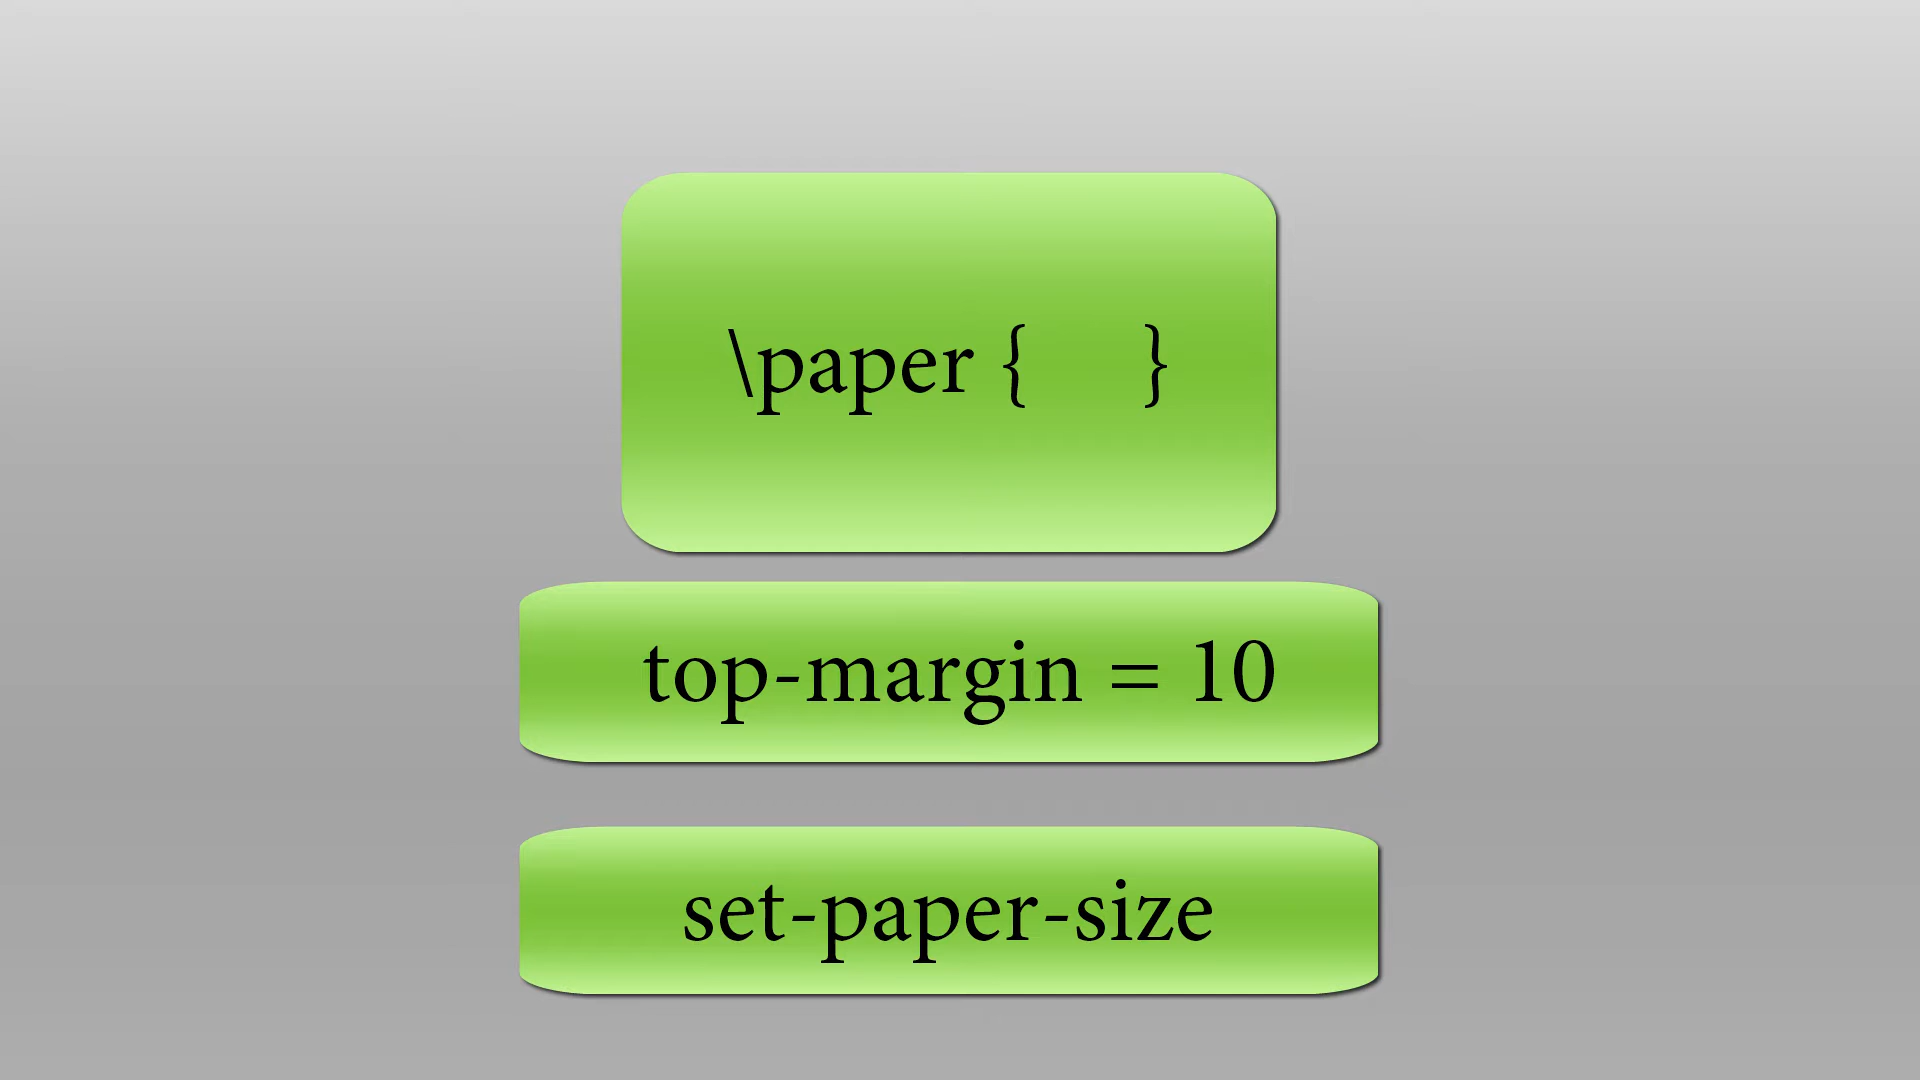 \paper {    }
top-margin = 10
set-paper-size